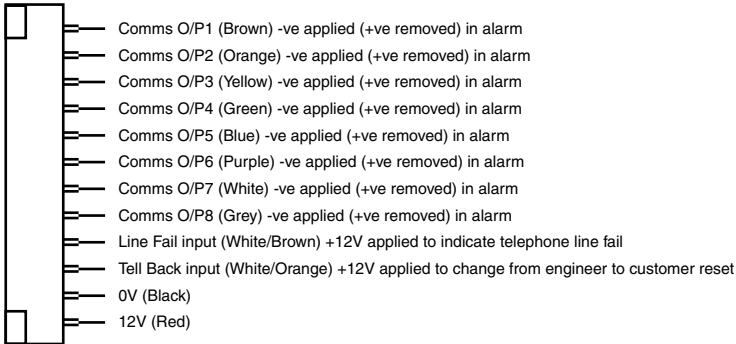 Comms O/P1 (Brown) -ve applied (+ve removed) in alarm
Comms O/P2 (Orange) -ve applied (+ve removed) in alarm
Comms O/P3 (Yellow) -ve applied (+ve removed) in alarm
Comms O/P4 (Green) -ve applied (+ve removed) in alarm
Comms O/P5 (Blue) -ve applied (+ve removed) in alarm
Comms O/P6 (Purple) -ve applied (+ve removed) in alarm
Comms O/P7 (White) -ve applied (+ve removed) in alarm
Comms O/P8 (Grey) -ve applied (+ve removed) in alarm
Line Fail input (White/Brown) +12V applied to indicate telephone line fail
Tell Back input (White/Orange) +12V applied to change from engineer to customer reset
0V (Black)
12V (Red)